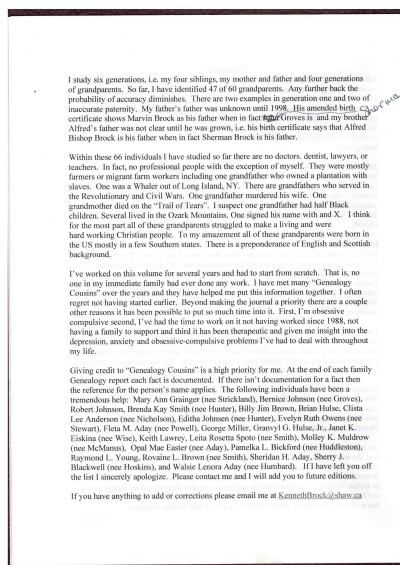 I study six generations, i.e. my four siblings, my mother and father and four generations
of grandparents. So far, I have identified 47 of 60 grandparents. Any further back the
probability of accuracy diminishes. There are two examples in generation one and two of
inaccurate paternity. My father's father was unknown until 1998. His amended birth
Sherman
certificate shows Marvin Brock as his father when in fact Groves is and my brother
Alfred's father was not clear until he was grown, i.e. his birth certificate says that Alfred
Bishop Brock is his father when in fact Sherman Brock is his father.
Within these 66 individuals I have studied so far there are no doctors. dentist, lawyers, or
teachers. In fact, no professional people with the exception of myself. They were mostly
farmers or migrant farm workers including one grandfather who owned a plantation with
slaves. One was a Whaler out of Long Island, NY. There are grandfathers who served in
the Revolutionary and Civil Wars. One grandfather murdered his wife. One
grandmother died on the "Trail of Tears". I suspect one grandfather had half Black
children. Several lived in the Ozark Mountains. One signed his name with and X. I think
for the most part all of these grandparents struggled to make a living and were
hard working Christian people. To my amazement all of these grandparents were born in
the US mostly in a few Southern states. There is a preponderance of English and Scottish
background.
I've worked on this volume for several years and had to start from scratch. That is, no
one in my immediate family had ever done any work. I have met many "Genealogy
Cousins" over the years and they have helped me put this information together. I often
regret not having started earlier. Beyond making the journal a priority there are a couple
other reasons it has been possible to put so much time into it. First, I'm obsessive
compulsive second, I've had the time to work on it not having worked since 1988, not
having a family to support and third it has been therapeutic and given me insight into the
depression, anxiety and obsessive-compulsive problems I've had to deal with throughout
my life.
Giving credit to "Genealogy Cousins" is a high priority for me. At the end of each family
Genealogy report each fact is documented. If there isn't documentation for a fact then
the reference for the person's name applies. The following individuals have been a
tremendous help: Mary Ann Grainger (nee Strickland), Bernice Johnson (nee Groves),
Robert Johnson, Brenda Kay Smith (nee Hunter), Billy Jim Brown, Brian Hulse, Clista
Lee Anderson (nee Nicholson), Editha Johnsen (nee Hunter), Evelyn Ruth Owens (nee
Stewart), Fleta M. Aday (nee Powell), George Miller, Granvyl G. Hulse, Jr., Janet K.
Eiskina (nee Wise), Keith Lawrey, Leita Rosetta Spoto (nee Smith), Molley K. Muldrow
(nee McManus), Opal Mae Easter (nee Aday), Pamelka L. Bickford (nee Huddleston),
Raymond L. Young, Rovaine L. Brown (nee Smith), Sheridan H. Aday, Sherry J.
Blackwell (nee Hoskins), and Walsie Lenora Aday (nee Humbard). If I have left you off
the list I sincerely apologize. Please contact me and I will add you to future editions.
If you have anything to add or corrections please email me at KennethBrock@shaw.ca